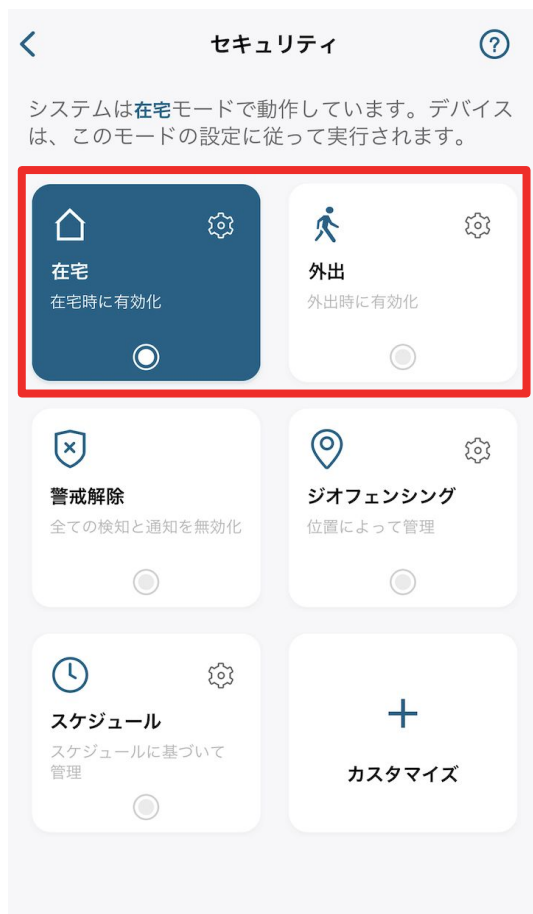 セキュリティ
?
システムは在宅モードで動作しています。デバイス
は、このモードの設定に従って実行されます。
在宅
在宅時に有効化
外出
外出時に有効化
警戒解除
全ての検知と通知を無効化
ジオフェンシング
位置によって管理
スケジュール
スケジュールに基づいて
管理
カスタマイズ